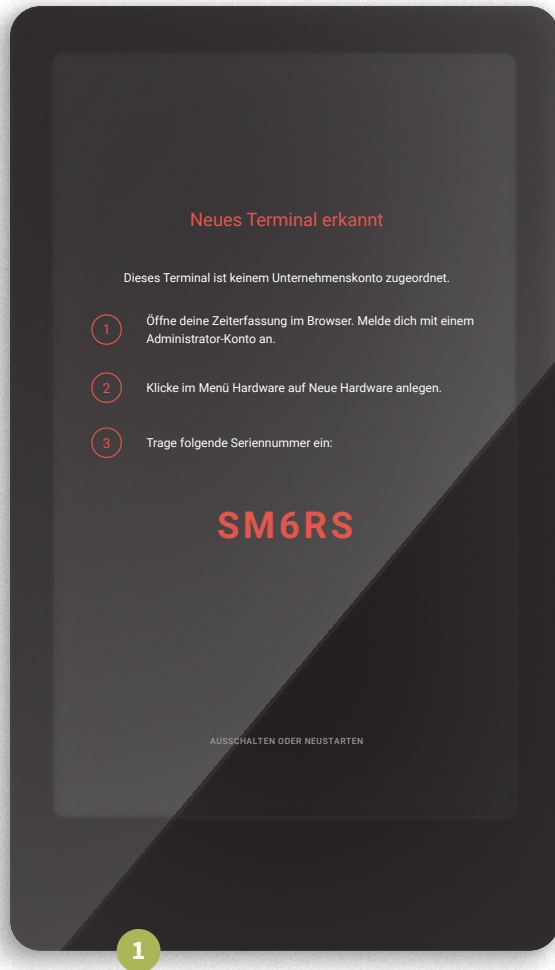 Neues Terminal erkannt
Dieses Terminal ist keinem Unternehmenskonto zugeordnet.
1 Öffne deine Zeiterfassung im Browser. Melde dich mit einem
Administrator-Konto an.
2 Klicke im Menü Hardware auf Neue Hardware anlegen.
3 Trage folgende Seriennummer ein:
SM6RS
AUSSCHALTEN ODER NEUSTARTEN
1